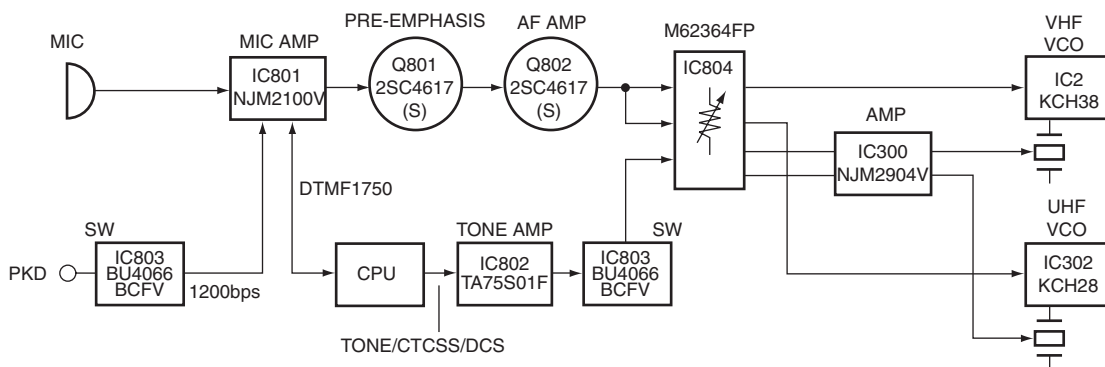 PRE-EMPHASIS
AF AMP
M62364FP
VHF
VCO
MIC
MIC AMP
IC801
NJM2100V
Q801
2SC4617
(S)
Q802
2SC4617
(S)
IC804
IC2
KCH38
AMP
IC300
NJM2904V
DTMF1750
UHF
VCO
SW
TONE AMP
SW
PKD
IC803
BU4066
BCFV
1200bps
CPU
IC802
TA75S01F
IC803
BU4066
BCFV
IC302
KCH28
TONE/CTCSS/DCS